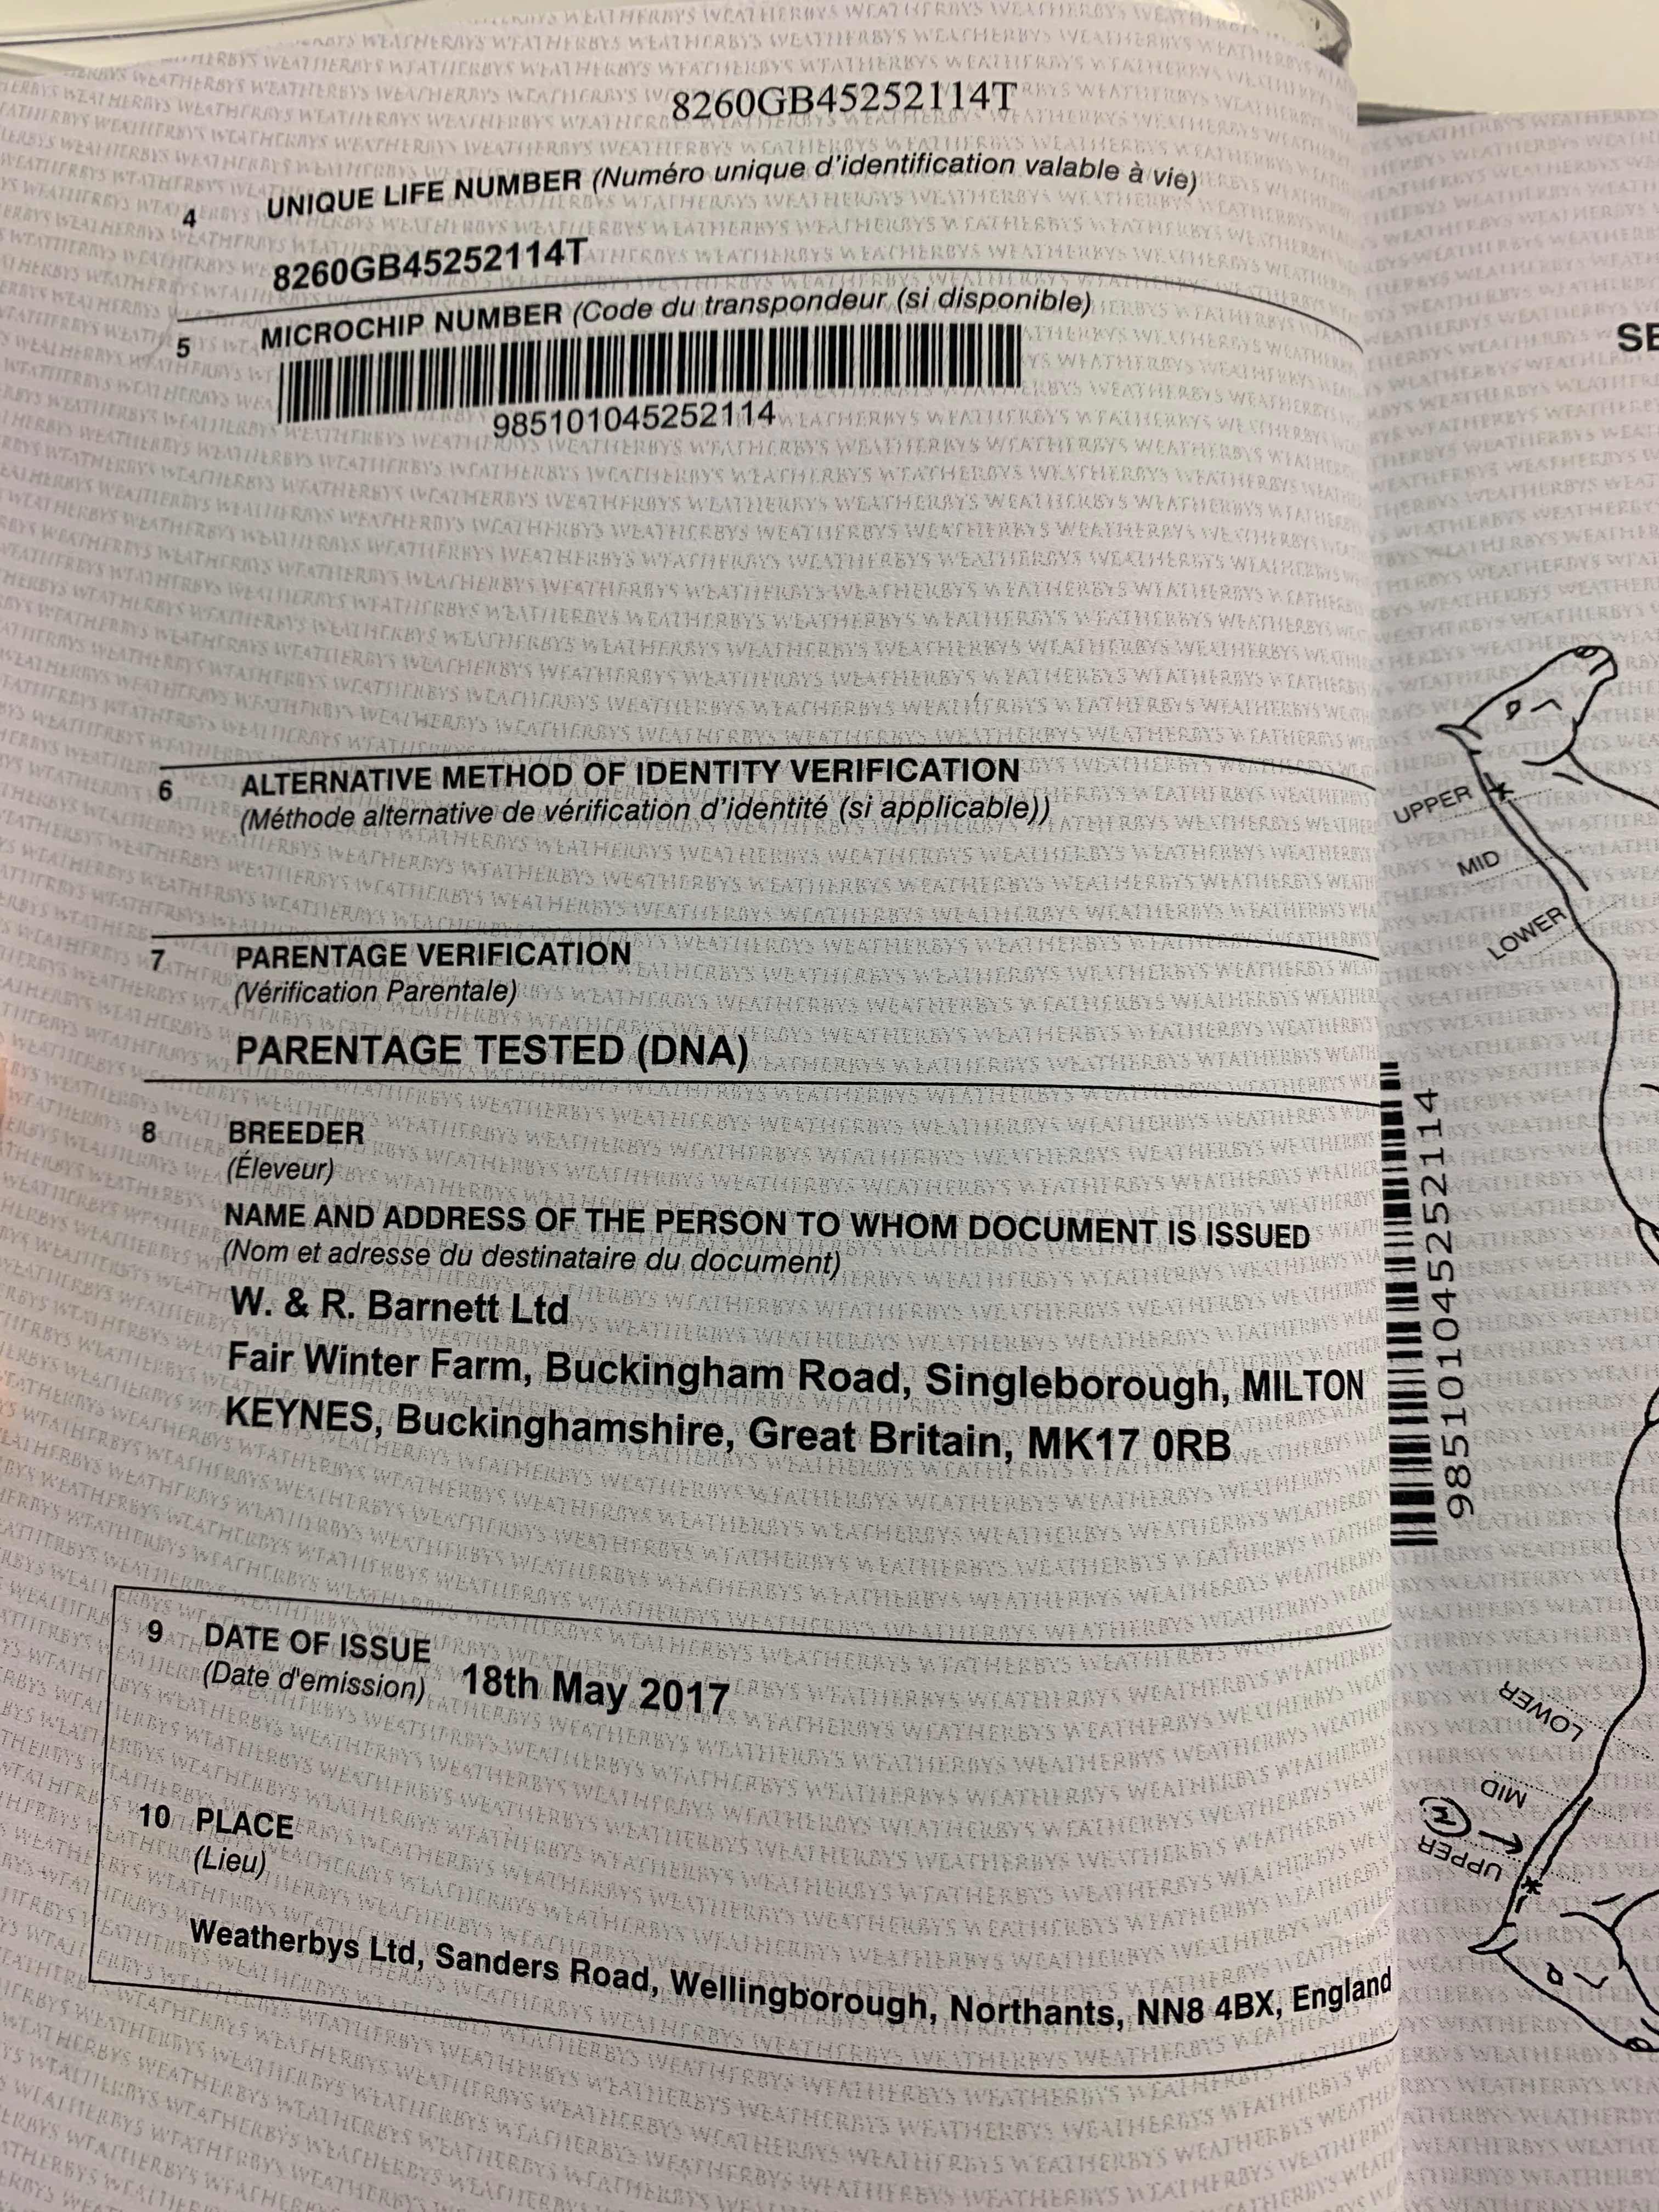 8260GB45252114T
4 UNIQUE LIFE NUMBER (Numéro unique d'identification valable à vie)
8260GB45252114T
5 MICROCHIP NUMBER (Code du transpondeur (si disponible)
985101045252114
6 ALTERNATIVE METHOD OF IDENTITY VERIFICATION
(Méthode alternative de vérification d'identité (si applicable))
7 PARENTAGE VERIFICATION
(Vérification Parentale)
PARENTAGE TESTED (DNA)
8 BREEDER
(Éleveur)
NAME AND ADDRESS OF THE PERSON TO WHOM DOCUMENT IS ISSUED
(Nom et adresse du destinataire du document)
W. & R. Barnett Ltd
Fair Winter Farm, Buckingham Road, Singleborough, MILTON
KEYNES, Buckinghamshire, Great Britain, MK17 0RB
9 DATE OF ISSUE
(Date d'emission) 18th May 2017
10 PLACE
(Lieu)
Weatherbys Ltd, Sanders Road, Wellingborough, Northants, NN8 4BX, England
UPPER
MID
LOWER
985101045252114
LOWER
MID
UPPER